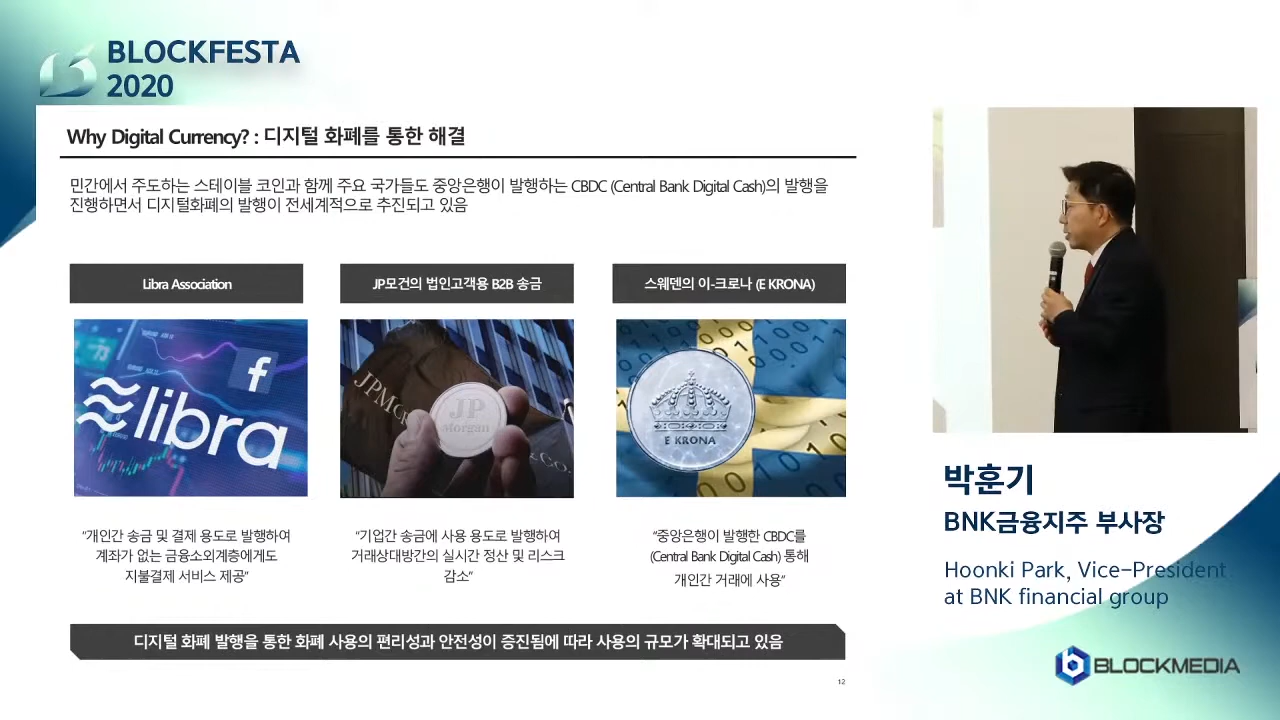 BLOCKFESTA
2020
Why Digital Currency? : 디지털 화폐를 통한 해결
민간에서 주도하는 스테이블 코인과 함께 주요 국가들도 중앙은행이 발행하는 CBDC (Central Bank Digital Cash)의 발행을
진행하면서 디지털화폐의 발행이 전세계적으로 추진되고 있음
Libra Association
f
libra
"개인간 송금 및 결제 용도로 발행하여
계좌가 없는 금융소외계층에게도
지불결제 서비스 제공"
JP모건의 법인고객용 B2B 송금
JP
Morgan
"기업간 송금에 사용 용도로 발행하여
거래상대방간의 실시간 정산 및 리스크
감소"
스웨덴의 이-크로나 (E KRONA)
E KRONA
"중앙은행이 발행한 CBDC를
(Central Bank Digital Cash) 통해
개인간 거래에 사용"
디지털 화폐 발행을 통한 화폐 사용의 편리성과 안전성이 증진됨에 따라 사용의 규모가 확대되고 있음
12
박훈기
BNK금융지주 부사장
Hoonki Park, Vice-President
at BNK financial group
BLOCKMEDIA